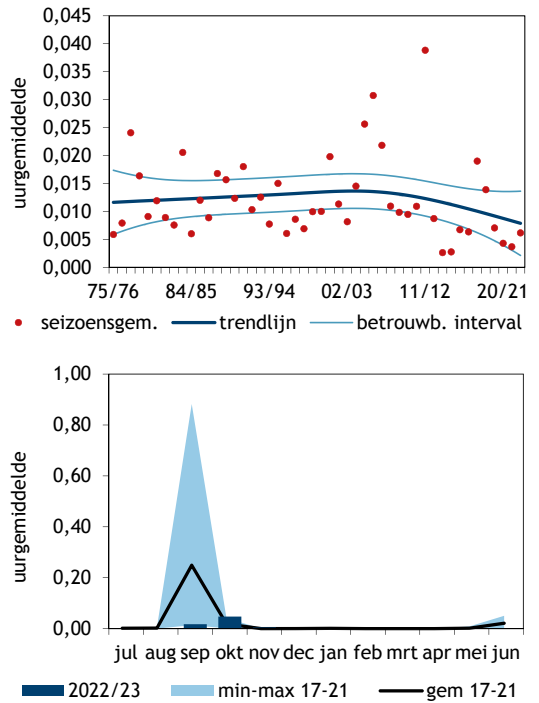 0,045
0,040
0,035
0,030
0,025
0,020
0,015
0,010
0,005
0,000
uurgemiddelde
75/76 84/85 93/94 02/03 11/12 20/21
seizoensgem. trendlijn betrouwb. interval
1,00
0,80
0,60
0,40
0,20
0,00
uurgemiddelde
jul aug sep okt nov dec jan feb mrt apr mei jun
2022/23 min-max 17-21 gem 17-21